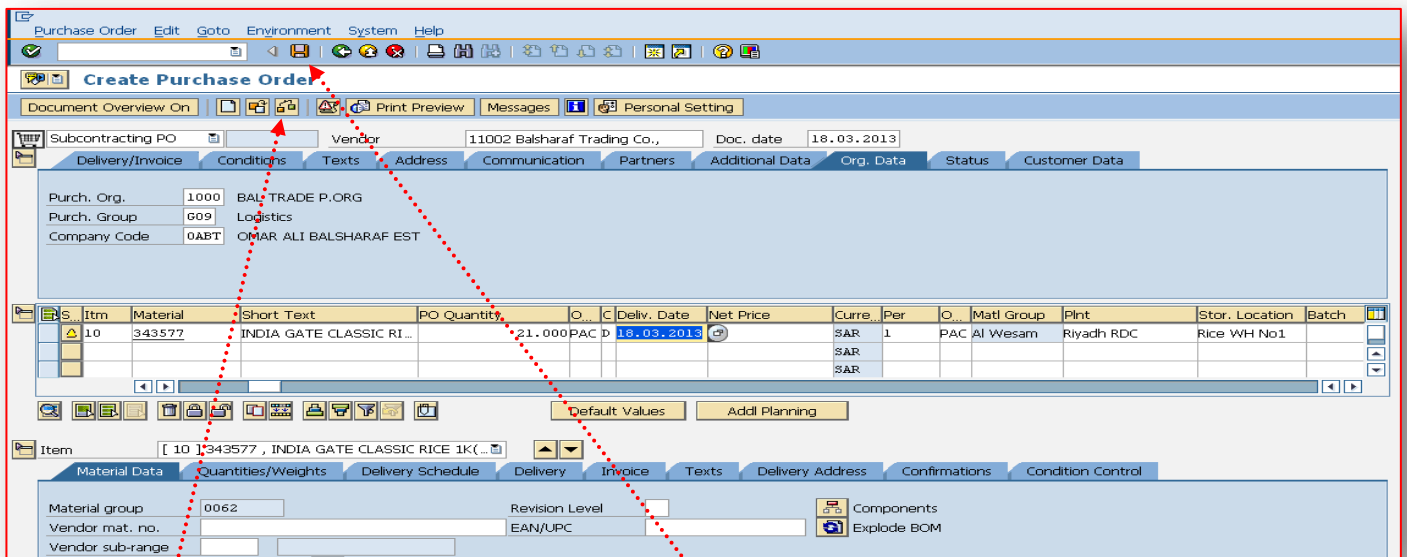 Purchase Order Edit Goto Environment System Help
Create Purchase Order
Document Overview On Print Preview Messages Personal Setting
Subcontracting PO Vendor 11002 Balsharaf Trading Co., Doc. date 18.03.2013
Delivery/Invoice Conditions Texts Address Communication Partners Additional Data Org. Data Status Customer Data
Purch. Org. 1000 BAL TRADE P.ORG
Purch. Group G09 Logistics
Company Code OABT OMAR ALI BALSHARAF EST
S... Itm Material Short Text PO Quantity O... C Deliv. Date Net Price Curre... Per O... Matl Group Plnt Stor. Location Batch
10 343577 INDIA GATE CLASSIC RI... 21.000 PAC D 18.03.2013 SAR 1 PAC Al Wesam Riyadh RDC Rice WH No1
SAR
SAR
Default Values Addl Planning
Item [ 10 ] 343577 , INDIA GATE CLASSIC RICE 1K(...
Material Data Quantities/Weights Delivery Schedule Delivery Invoice Texts Delivery Address Confirmations Condition Control
Material group 0062 Revision Level Components
Vendor mat. no. EAN/UPC Explode BOM
Vendor sub-range